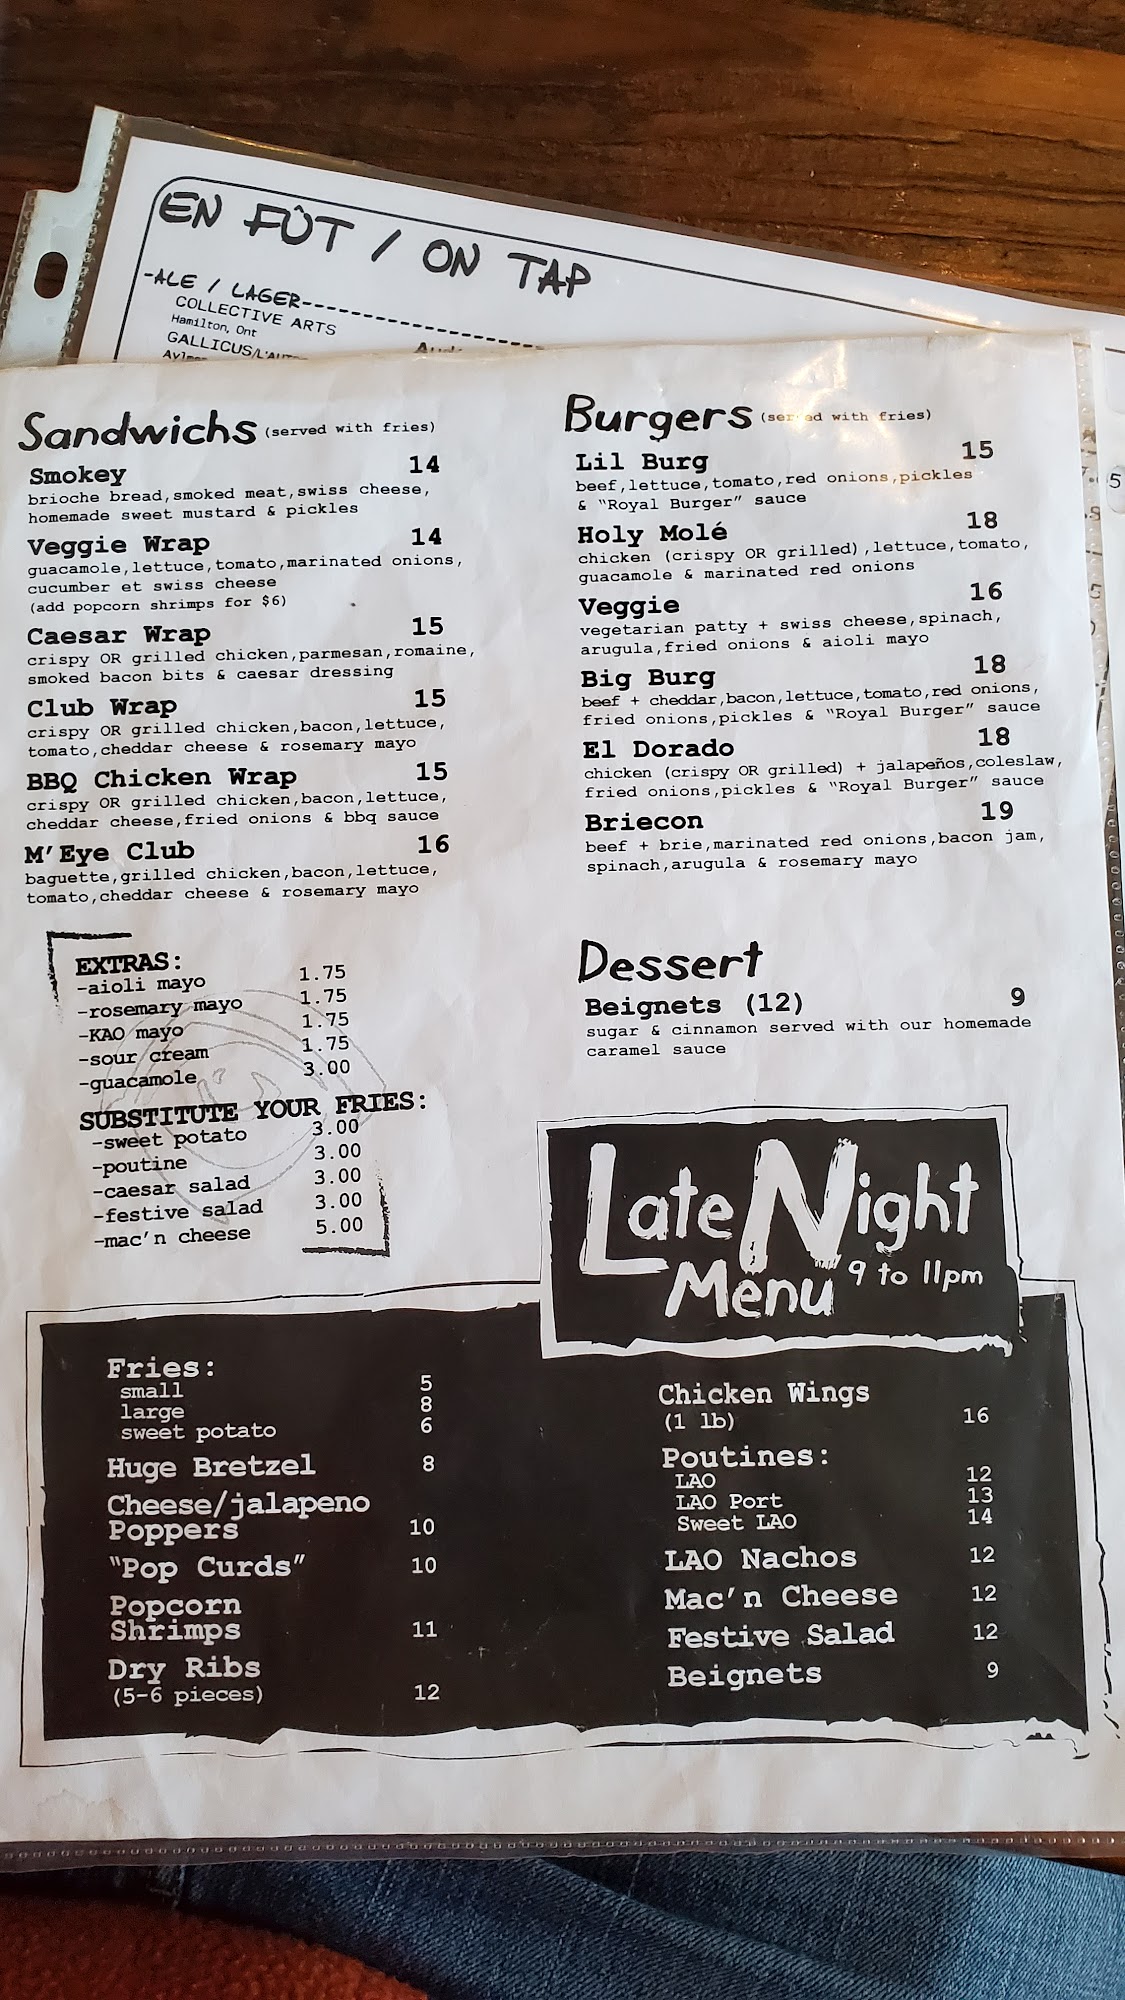 EN FÛT / ON TAP
-ALE / LAGER
COLLECTIVE ARTS
Hamilton, Ont
Sandwichs (served with fries)
Smokey 14
brioche bread,smoked meat,swiss cheese,
homemade sweet mustard & pickles
Veggie Wrap 14
guacamole,lettuce,tomato,marinated onions,
cucumber et swiss cheese
(add popcorn shrimps for $6)
Caesar Wrap 15
crispy OR grilled chicken,parmesan,romaine,
smoked bacon bits & caesar dressing
Club Wrap 15
crispy OR grilled chicken,bacon,lettuce,
tomato,cheddar cheese & rosemary mayo
BBQ Chicken Wrap 15
crispy OR grilled chicken,bacon,lettuce,
cheddar cheese,fried onions & bbq sauce
M'Eye Club 16
baguette,grilled chicken,bacon,lettuce,
tomato,cheddar cheese & rosemary mayo
EXTRAS:
-aioli mayo 1.75
-rosemary mayo 1.75
-KAO mayo 1.75
-sour cream 1.75
-guacamole 3.00
SUBSTITUTE YOUR FRIES:
-sweet potato 3.00
-poutine 3.00
-caesar salad 3.00
-festive salad 3.00
-mac'n cheese 5.00
Burgers (served with fries)
Lil Burg 15
beef,lettuce,tomato,red onions,pickles
& "Royal Burger" sauce
Holy Molé 18
chicken (crispy OR grilled),lettuce,tomato,
guacamole & marinated red onions
Veggie 16
vegetarian patty + swiss cheese,spinach,
arugula,fried onions & aioli mayo
Big Burg 18
beef + cheddar,bacon,lettuce,tomato,red onions,
fried onions,pickles & "Royal Burger" sauce
El Dorado 18
chicken (crispy OR grilled) + jalapeños,coleslaw,
fried onions,pickles & "Royal Burger" sauce
Briecon 19
beef + brie,marinated red onions,bacon jam,
spinach,arugula & rosemary mayo
Dessert
Beignets (12) 9
sugar & cinnamon served with our homemade
caramel sauce
Late Night
Menu 9 to 11pm
Fries:
small 5
large 8
sweet potato 6
Huge Bretzel 8
Cheese/jalapeno
Poppers 10
"Pop Curds" 10
Popcorn
Shrimps 11
Dry Ribs
(5-6 pieces) 12
Chicken Wings
(1 lb) 16
Poutines:
LAO 12
LAO Port 13
Sweet LAO 14
LAO Nachos 12
Mac'n Cheese 12
Festive Salad 12
Beignets 9